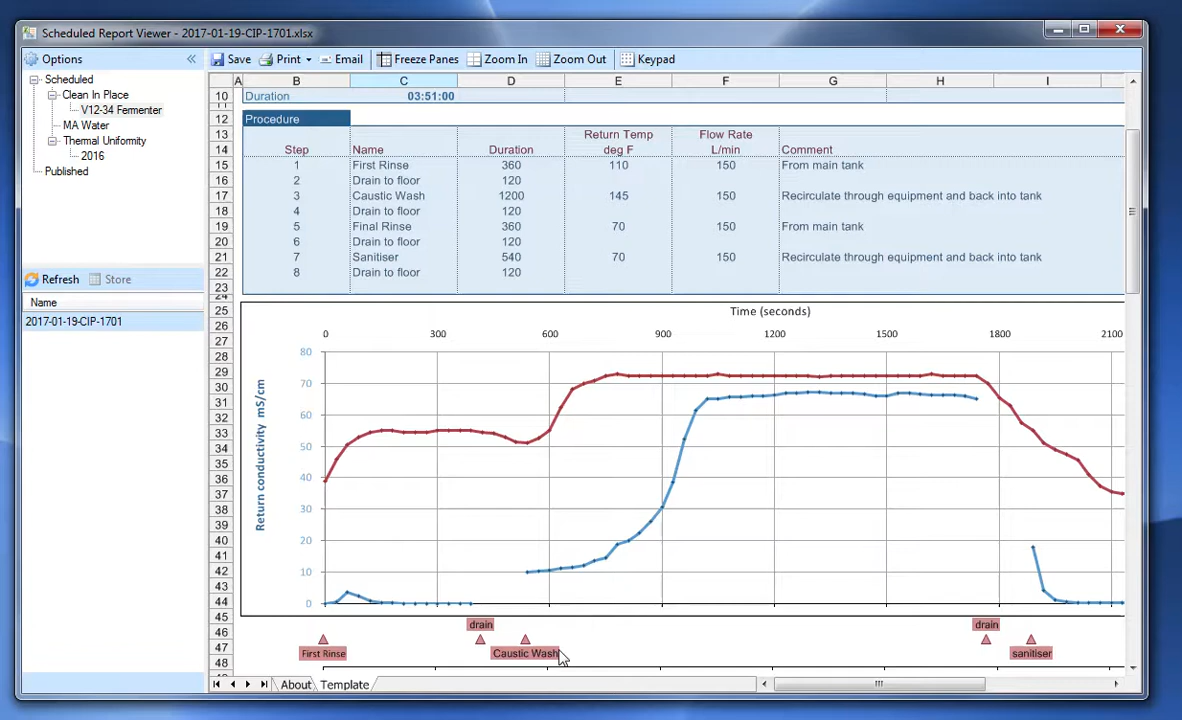 Scheduled Report Viewer - 2017-01-19-CIP-1701.xlsx
Options
Save Print Email Freeze Panes Zoom In Zoom Out Keypad
Scheduled
Clean In Place
V12-34 Fermenter
MA Water
Thermal Uniformity
2016
Published
Refresh Store
Name
2017-01-19-CIP-1701
A B C D E F G H I
10 Duration 03:51:00
11
12 Procedure
13 Return Temp Flow Rate
14 Step Name Duration deg F L/min Comment
15 1 First Rinse 360 110 150 From main tank
16 2 Drain to floor 120
17 3 Caustic Wash 1200 145 150 Recirculate through equipment and back into tank
18 4 Drain to floor 120
19 5 Final Rinse 360 70 150 From main tank
20 6 Drain to floor 120
21 7 Sanitiser 540 70 150 Recirculate through equipment and back into tank
22 8 Drain to floor 120
23
24
25
26
27
28
29
30
31
32
33
34
35
36
37
38
39
40
41
42
43
44
45
46
47
48
Time (seconds)
0 300 600 900 1200 1500 1800 2100
Return conductivity mS/cm
80
70
60
50
40
30
20
10
0
drain drain
First Rinse Caustic Wash sanitiser
About Template